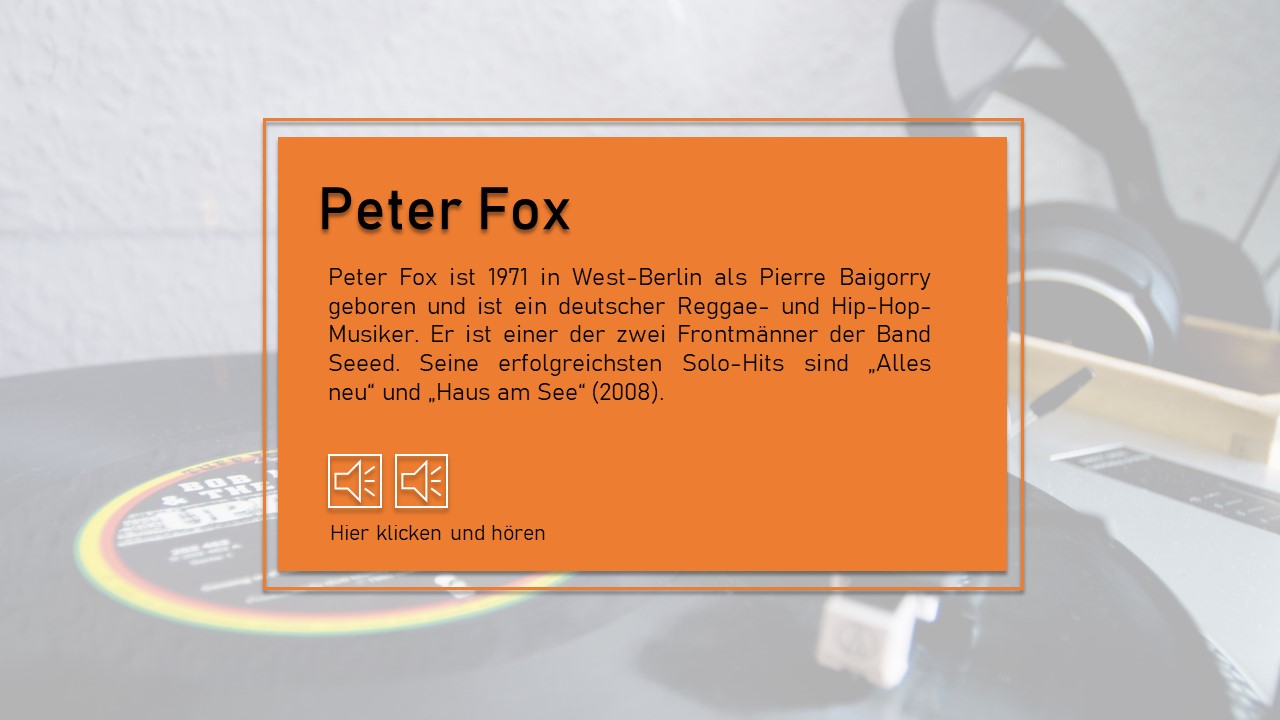 Peter Fox
Peter Fox ist 1971 in West-Berlin als Pierre Baigorry
geboren und ist ein deutscher Reggae- und Hip-Hop-
Musiker. Er ist einer der zwei Frontmänner der Band
Seeed. Seine erfolgreichsten Solo-Hits sind „Alles
neu“ und „Haus am See“ (2008).
Hier klicken und hören
BOB
& THE